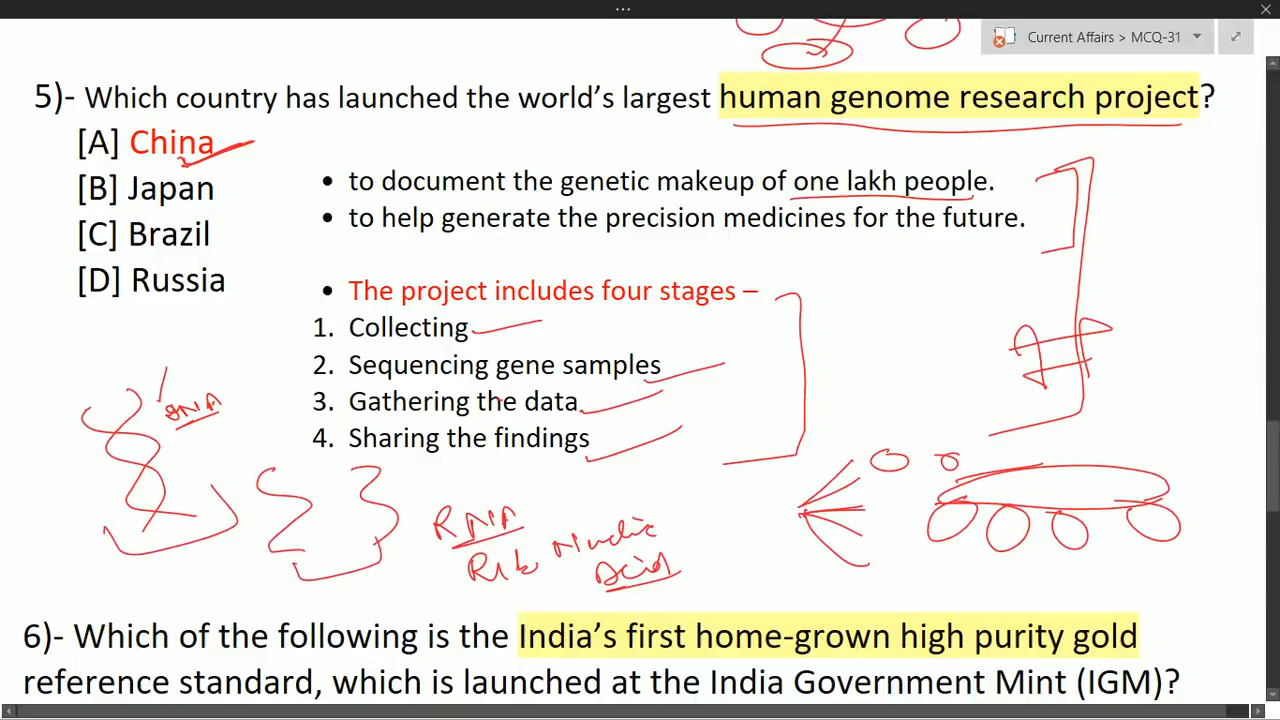 Current Affairs > MCQ-31
5)- Which country has launched the world's largest human genome research project?
[A] China
[B] Japan
[C] Brazil
[D] Russia
• to document the genetic makeup of one lakh people.
• to help generate the precision medicines for the future.
• The project includes four stages –
1. Collecting
2. Sequencing gene samples
3. Gathering the data
4. Sharing the findings
DNA
RNA
Rib Nuclic
Acid
6)- Which of the following is the India's first home-grown high purity gold
reference standard, which is launched at the India Government Mint (IGM)?